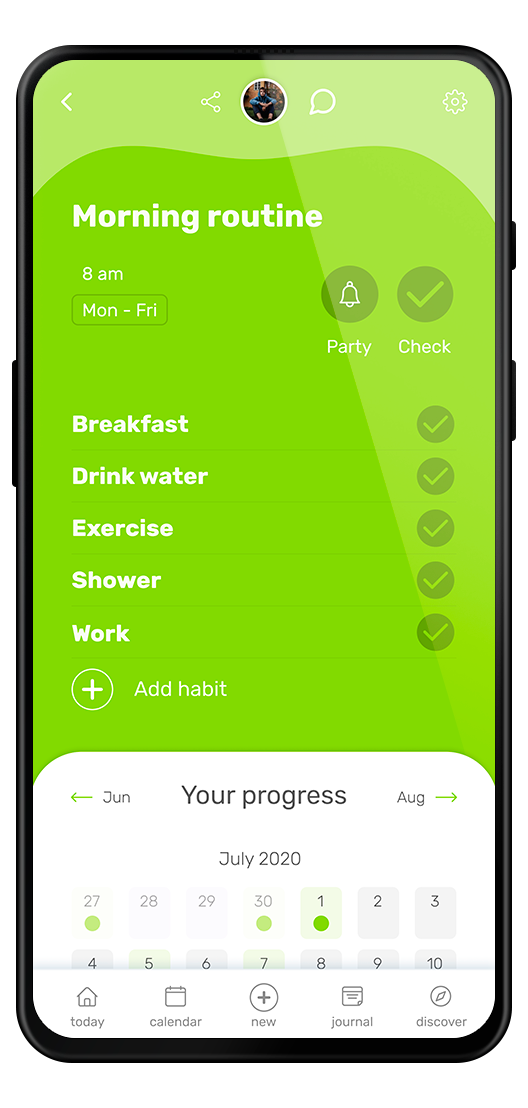 Morning routine
8 am
Mon - Fri
Party Check
Breakfast
Drink water
Exercise
Shower
Work
Add habit
Jun Your progress Aug
July 2020
27 28 29 30 1 2 3
4 5 6 7 8 9 10
today calendar new journal discover